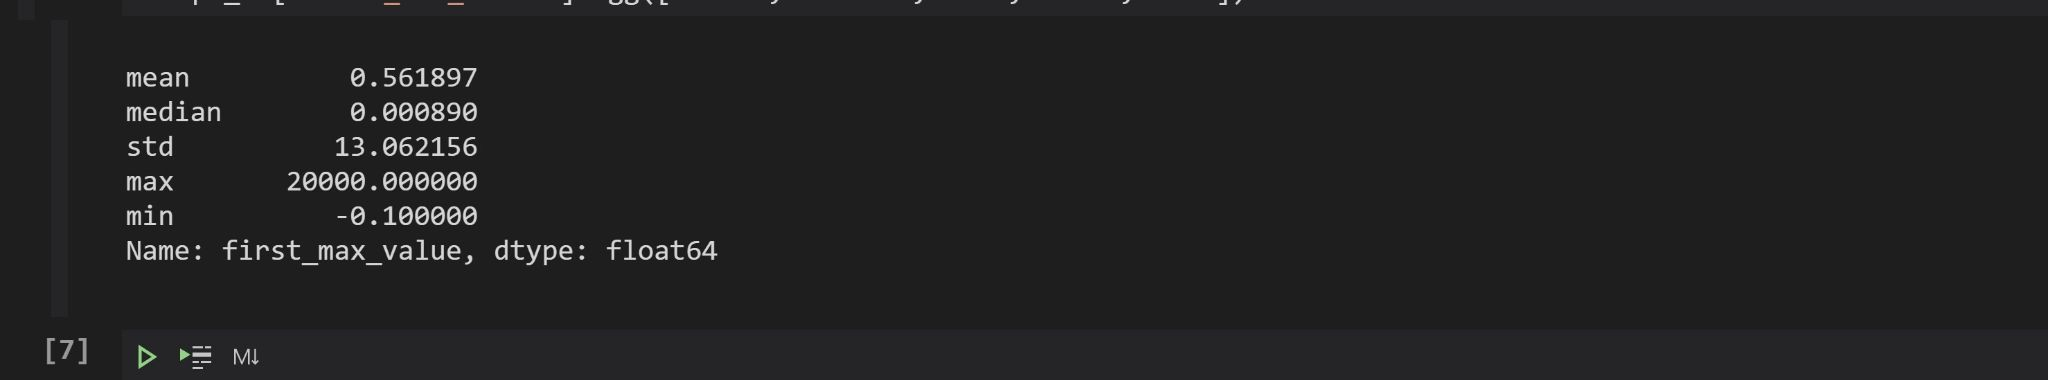 mean 0.561897
median 0.000890
std 13.062156
max 20000.000000
min -0.100000
Name: first_max_value, dtype: float64
[7]
M↓